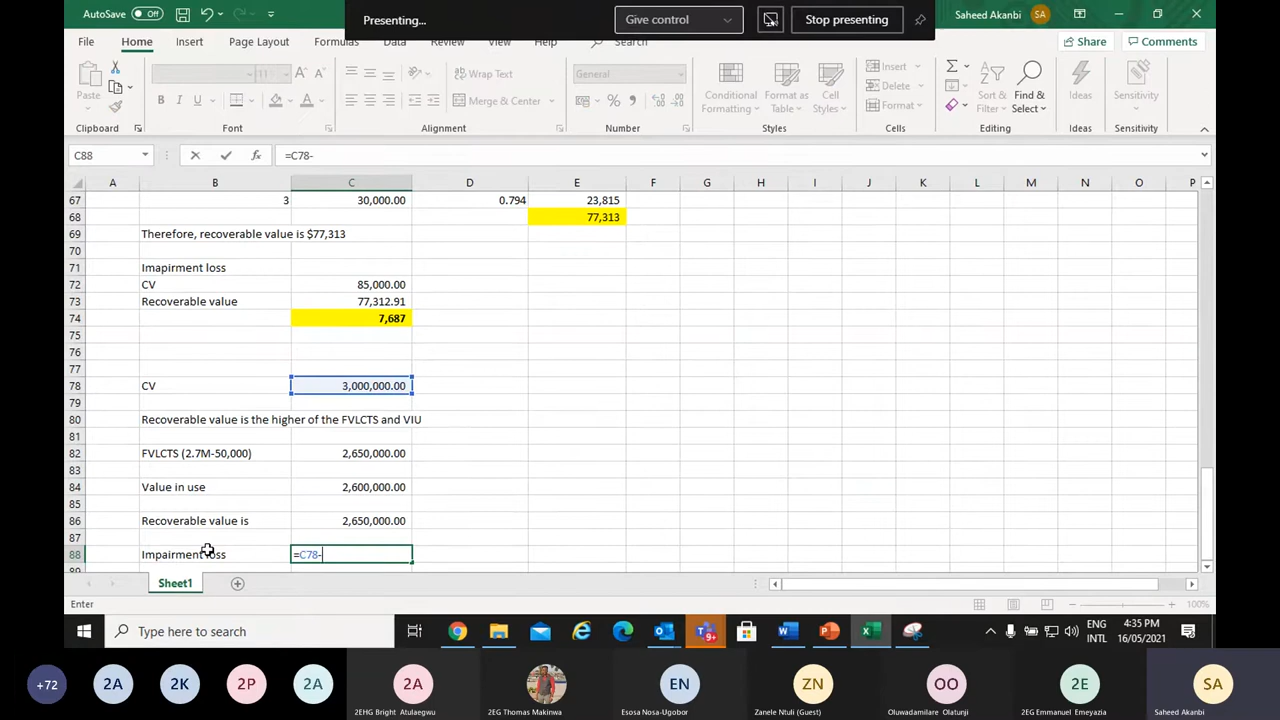 AutoSave Off
Presenting...
Give control
Stop presenting
Saheed Akanbi
SA
File Home Insert Page Layout Formulas Data Review View Help Search
Share Comments
Paste
Wrap Text
General
Merge & Center
Conditional Formatting
Format as Table
Cell Styles
Insert
Delete
Format
Sort & Filter
Find & Select
Ideas
Sensitivity
Clipboard Font Alignment Number Styles Cells Editing Ideas Sensitivity
C88 =C78-
A B C D E F G H I J K L M N O P
67 3 30,000.00 0.794 23,815
68 77,313
69 Therefore, recoverable value is $77,313
70
71 Imapirment loss
72 CV 85,000.00
73 Recoverable value 77,312.91
74 7,687
75
76
77
78 CV 3,000,000.00
79
80 Recoverable value is the higher of the FVLCTS and VIU
81
82 FVLCTS (2.7M-50,000) 2,650,000.00
83
84 Value in use 2,600,000.00
85
86 Recoverable value is 2,650,000.00
87
88 Impairment loss =C78-
89
Sheet1
Enter 100%
Type here to search
9+
ENG
INTL
4:35 PM
16/05/2021
+72 2A 2K 2P 2A 2A EN ZN OO 2E SA
2EHG Bright Atulaegwu
2EG Thomas Makinwa
Esosa Nosa-Ugobor
Zanele Ntuli (Guest)
Oluwadamilare Olatunji
2EG Emmanuel Emeyazia
Saheed Akanbi